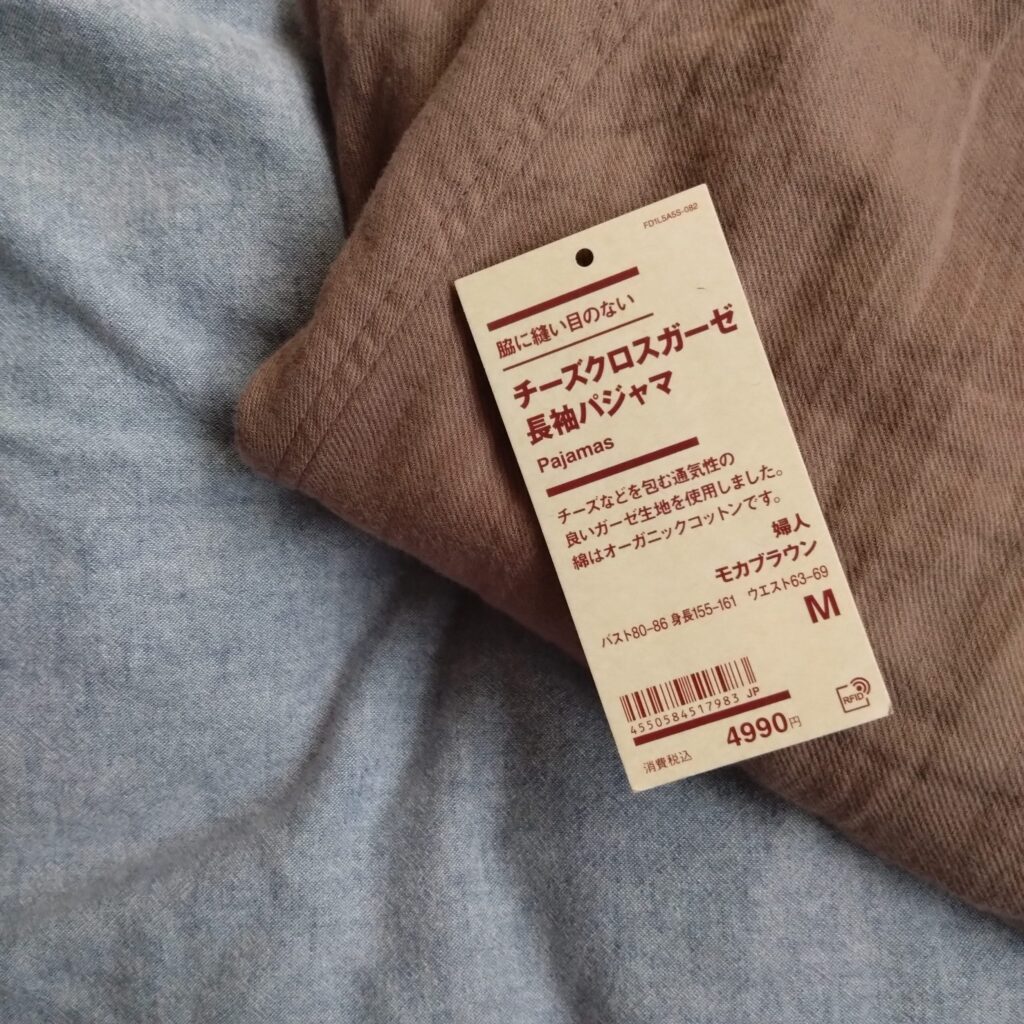 FD1L5A5S-082
脇に縫い目のない
チーズクロスガーゼ
長袖パジャマ
Pajamas
チーズなどを包む通気性の
良いガーゼ生地を使用しました。
綿はオーガニックコットンです。
婦人
モカブラウン
バスト80-86 身長155-161 ウエスト63-69
M
4550584517983 JP
4990円
消費税込
RFID